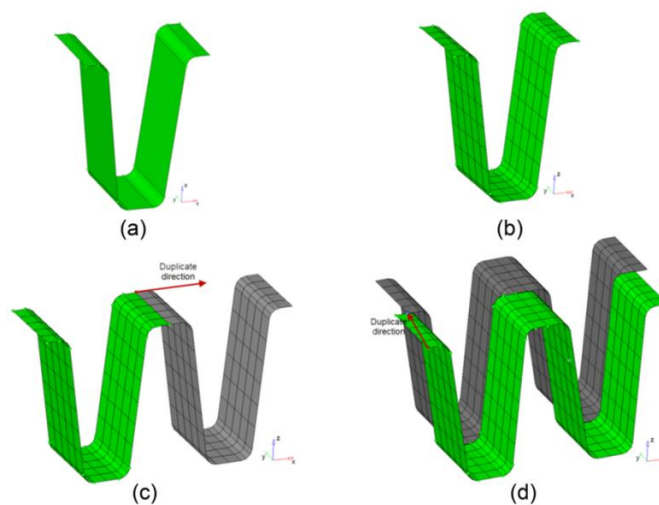 z
y
x
(a)
z
y
x
(b)
Duplicate
direction
z
y
x
(c)
Duplicate
direction
z
y
(d)